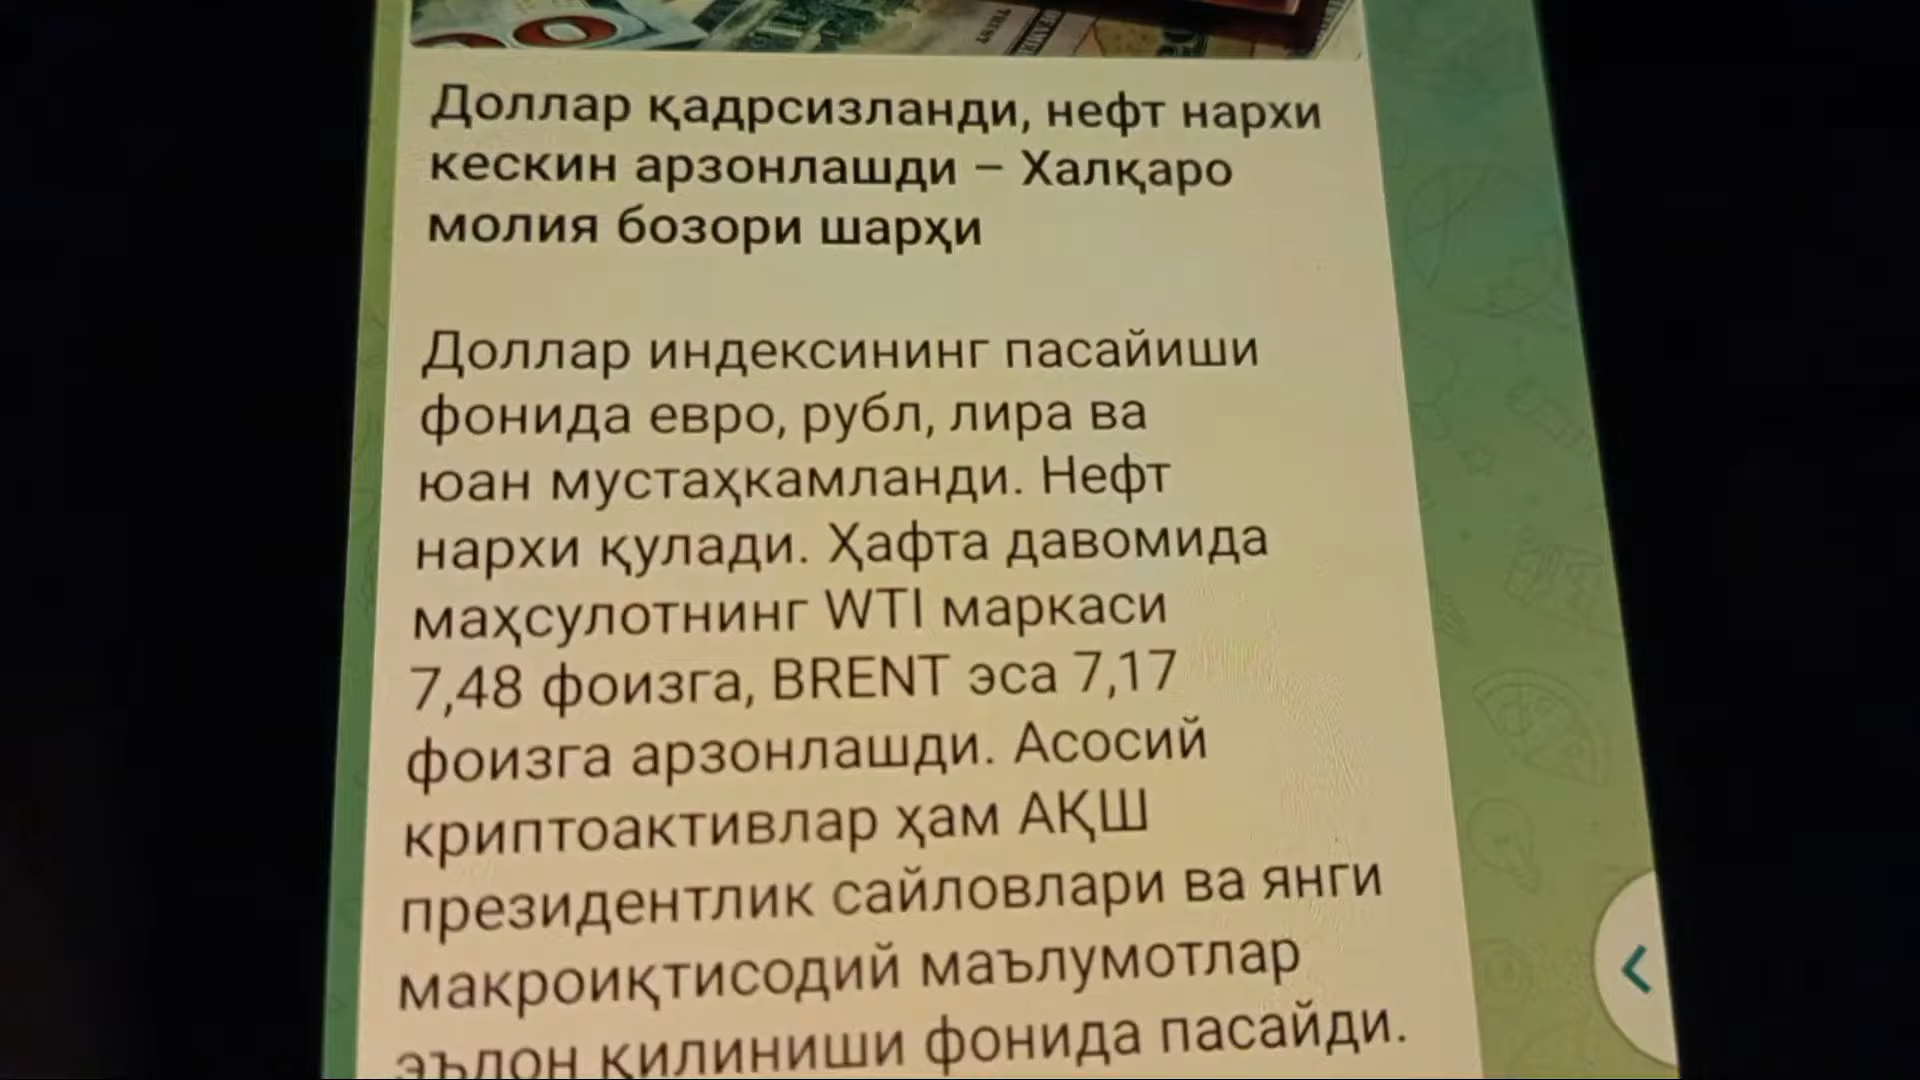 Доллар қадрсизланди, нефт нархи
кескин арзонлашди – Халқаро
молия бозори шарҳи
Доллар индексининг пасайиши
фонида евро, рубл, лира ва
юан мустаҳкамланди. Нефт
нархи қулади. Ҳафта давомида
маҳсулотнинг WTI маркаси
7,48 фоизга, BRENT эса 7,17
фоизга арзонлашди. Асосий
криптоактивлар ҳам АҚШ
президентлик сайловлари ва янги
макроиқтисодий маълумотлар
эълон қилиниши фонида пасайди.